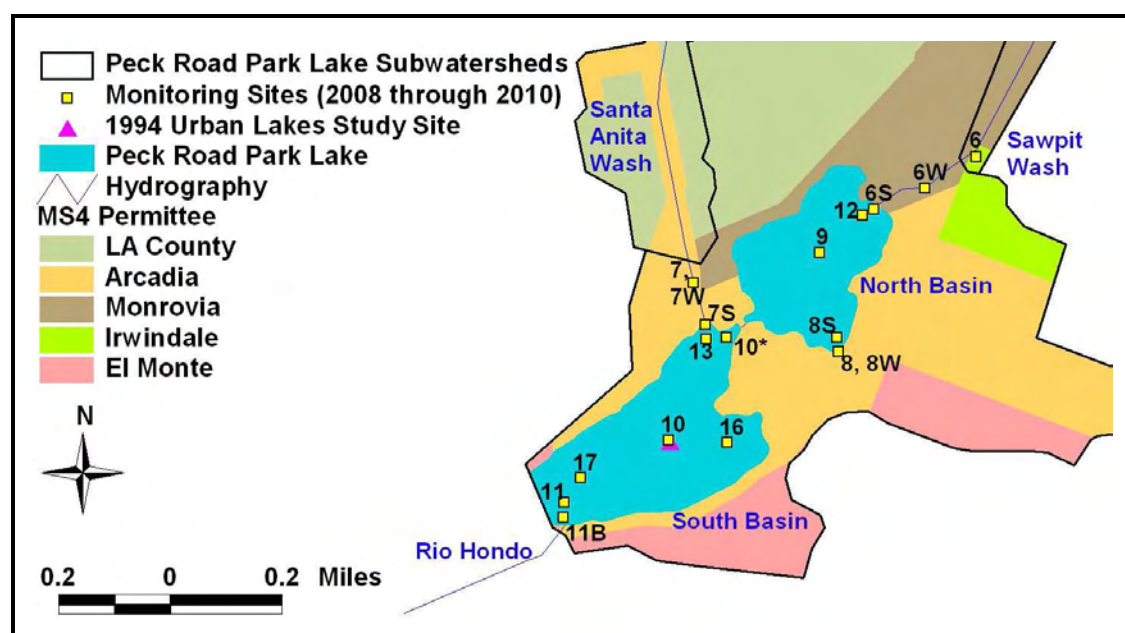 Peck Road Park Lake Subwatersheds
Monitoring Sites (2008 through 2010)
1994 Urban Lakes Study Site
Peck Road Park Lake
Hydrography
MS4 Permittee
LA County
Arcadia
Monrovia
Irwindale
El Monte
N
0.2 0 0.2 Miles
Santa
Anita
Wash
Sawpit
Wash
6
6W
6S
12
9
North Basin
7,
7W
7S
13
10*
8S
8, 8W
10
16
17
11
11B
South Basin
Rio Hondo